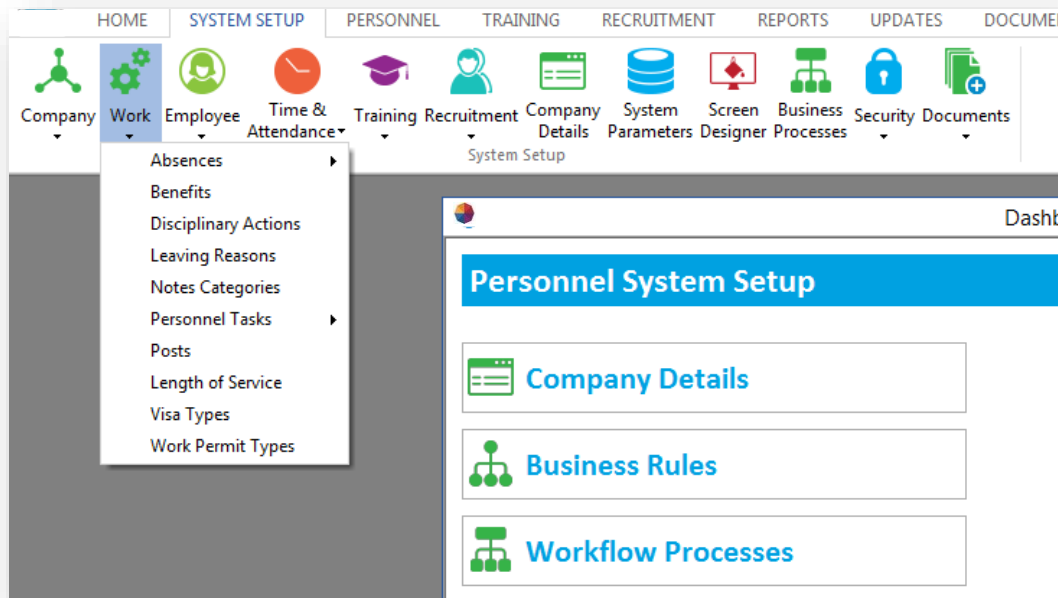 HOME SYSTEM SETUP PERSONNEL TRAINING RECRUITMENT REPORTS UPDATES DOCUME
Company Work Employee Time & Attendance Training Recruitment Company Details System Parameters Screen Designer Business Processes Security Documents
System Setup
Absences
Benefits
Disciplinary Actions
Leaving Reasons
Notes Categories
Personnel Tasks
Posts
Length of Service
Visa Types
Work Permit Types
Dashb
Personnel System Setup
Company Details
Business Rules
Workflow Processes